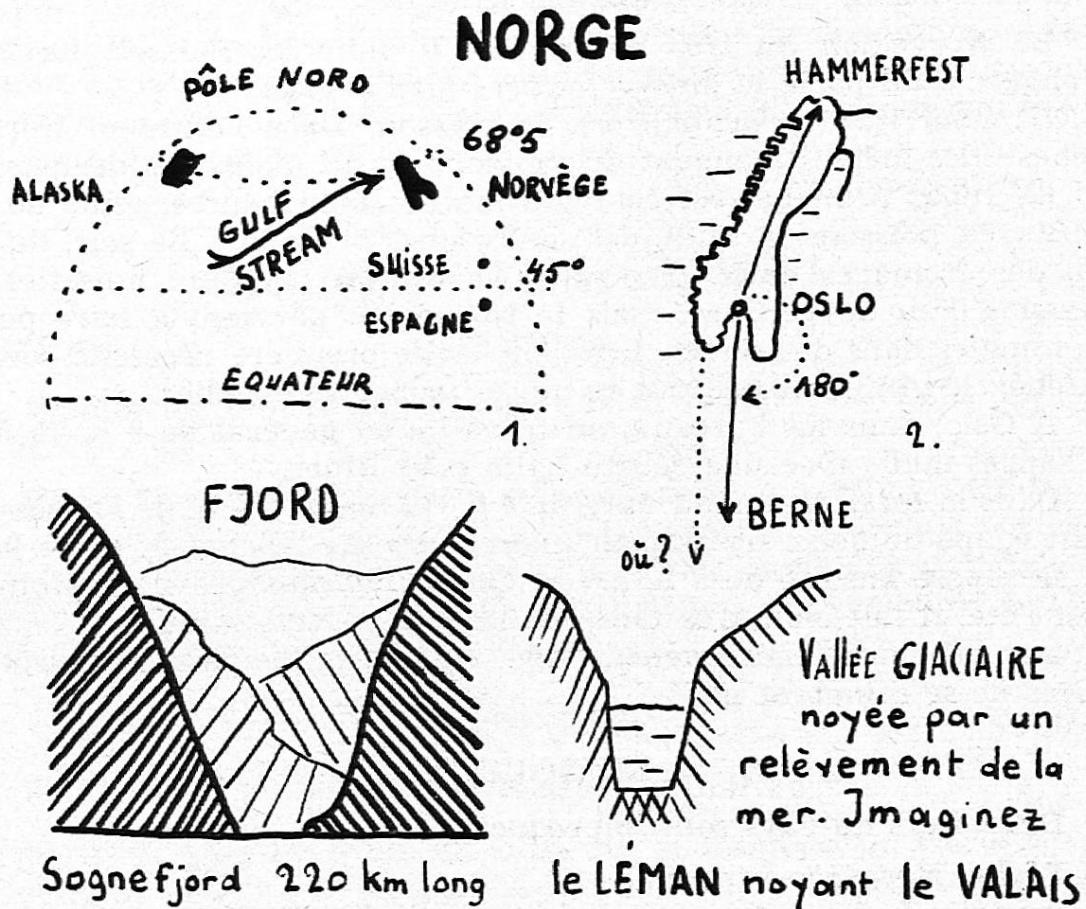 NORGE
PÔLE NORD
68°5
ALASKA
NORVÈGE
GULF
STREAM
SUISSE
45°
ESPAGNE
EQUATEUR
1.
HAMMERFEST
OSLO
180°
2.
BERNE
où?
FJORD
Sognefjord 220 km long
VALLÉE GLACIAIRE
noyée par un
relèvement de la
mer. Imaginez
le LÉMAN noyant le VALAIS